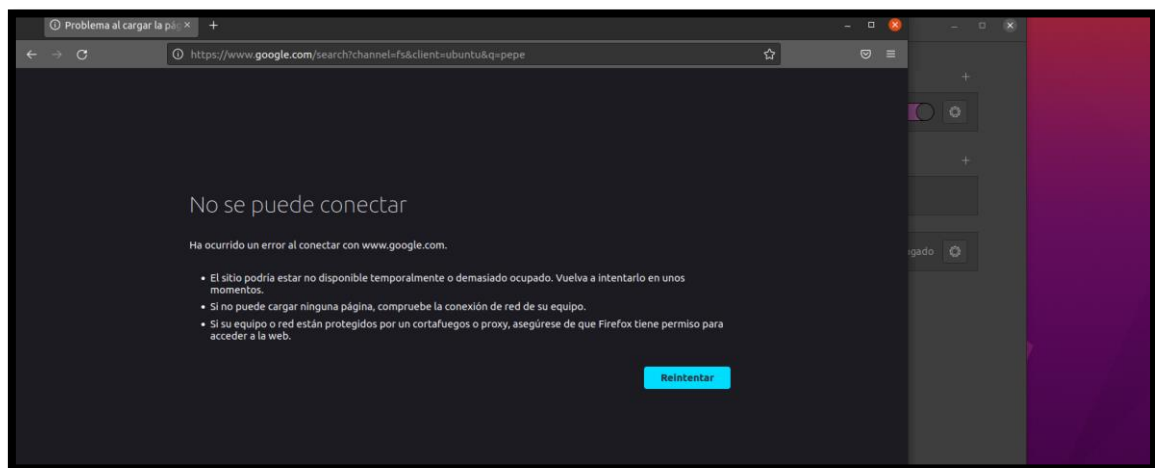 Problema al cargar la pág
https://www.google.com/search?channel=fs&client=ubuntu&q=pepe
No se puede conectar
Ha ocurrido un error al conectar con www.google.com.
• El sitio podría estar no disponible temporalmente o demasiado ocupado. Vuelva a intentarlo en unos
momentos.
• Si no puede cargar ninguna página, compruebe la conexión de red de su equipo.
• Si su equipo o red están protegidos por un cortafuegos o proxy, asegúrese de que Firefox tiene permiso para
acceder a la web.
Reintentar
gado